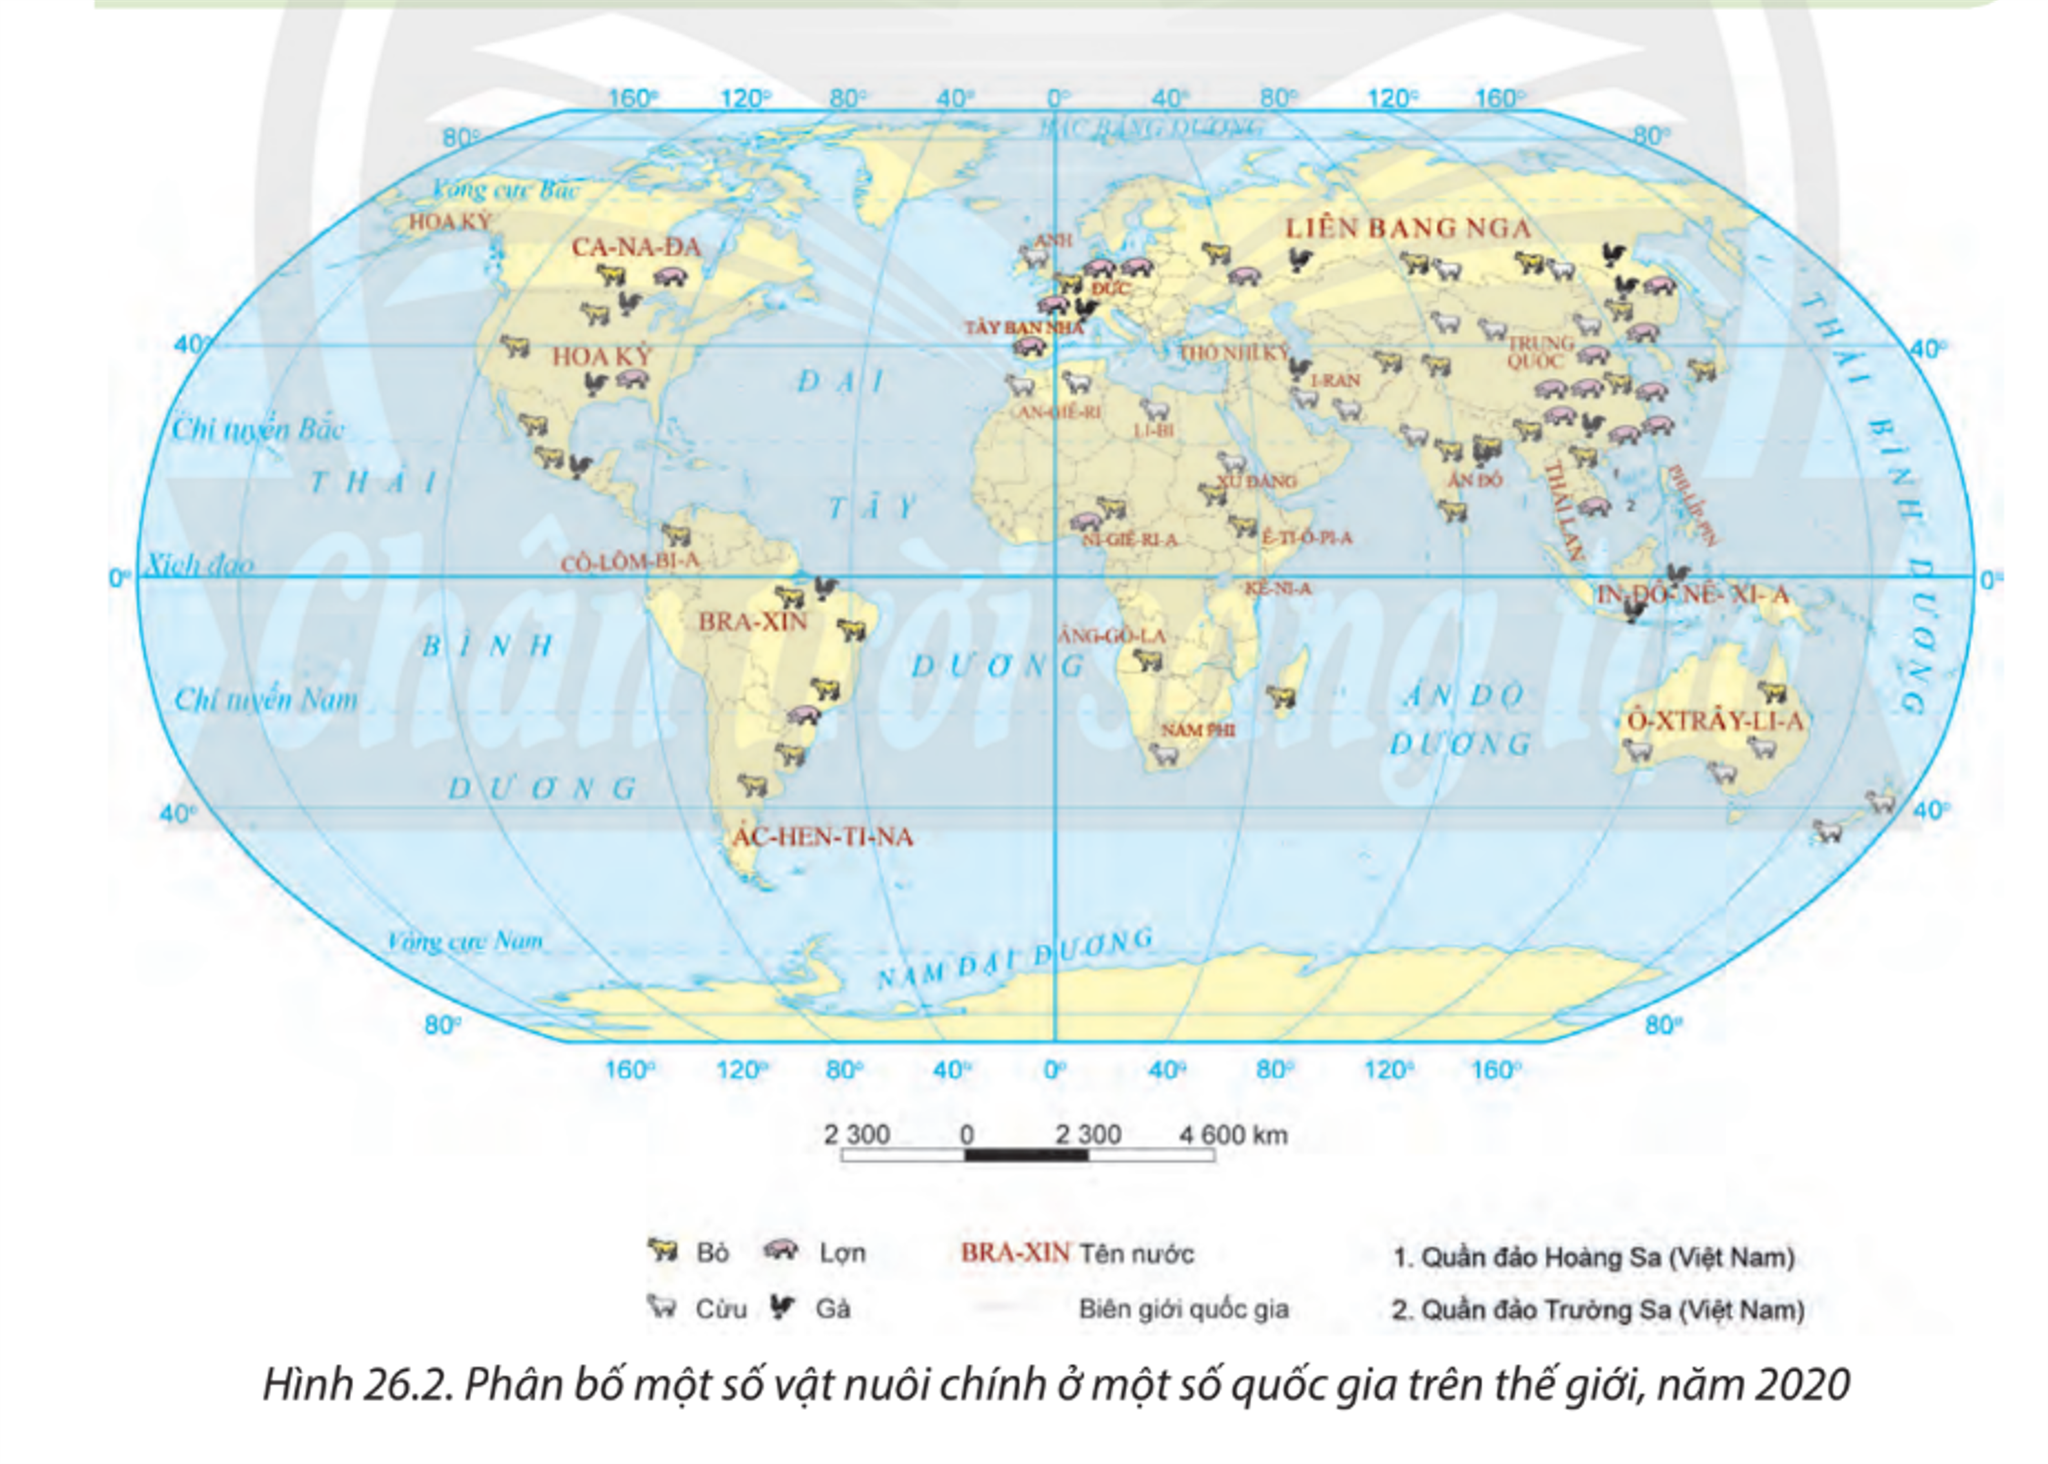 160° 120° 80° 40° 0° 40° 80° 120° 160°
BẮC BĂNG DƯƠNG
80° 80°
Vòng cực Bắc
HOA KỲ
LIÊN BANG NGA
CA-NA-ĐA
ANH
ĐỨC
TÂY BAN NHA
40° 40°
HOA KỲ
THỔ NHĨ KỲ
TRUNG
QUỐC
I-RAN
ĐẠI
THÁI BÌNH DƯƠNG
AN-GIÊ-RI
LI-BI
Chí tuyến Bắc
THÁI
XU ĐĂNG
ẤN ĐỘ
THÁI LAN
PHI-LÍP-PIN
1
2
TÂY
NI-GIÊ-RI-A
Ê-TI-Ô-PI-A
CÔ-LÔM-BI-A
Xích đạo
0° 0°
KÊ-NI-A
IN-ĐÔ-NÊ-XI-A
BRA-XIN
ĂNG-GÔ-LA
BÌNH
DƯƠNG
Chí tuyến Nam
ẤN DỘ
DƯƠNG
Ô-XTRÂY-LI-A
NAM PHI
DƯƠNG
40° 40°
ÁC-HEN-TI-NA
Vòng cực Nam
NAM ĐẠI DƯƠNG
80° 80°
160° 120° 80° 40° 0° 40° 80° 120° 160°
Chân trời sáng tạo
2 300 0 2 300 4 600 km
Bò Lợn BRA-XIN Tên nước 1. Quần đảo Hoàng Sa (Việt Nam)
Cừu Gà Biên giới quốc gia 2. Quần đảo Trường Sa (Việt Nam)
Hình 26.2. Phân bố một số vật nuôi chính ở một số quốc gia trên thế giới, năm 2020